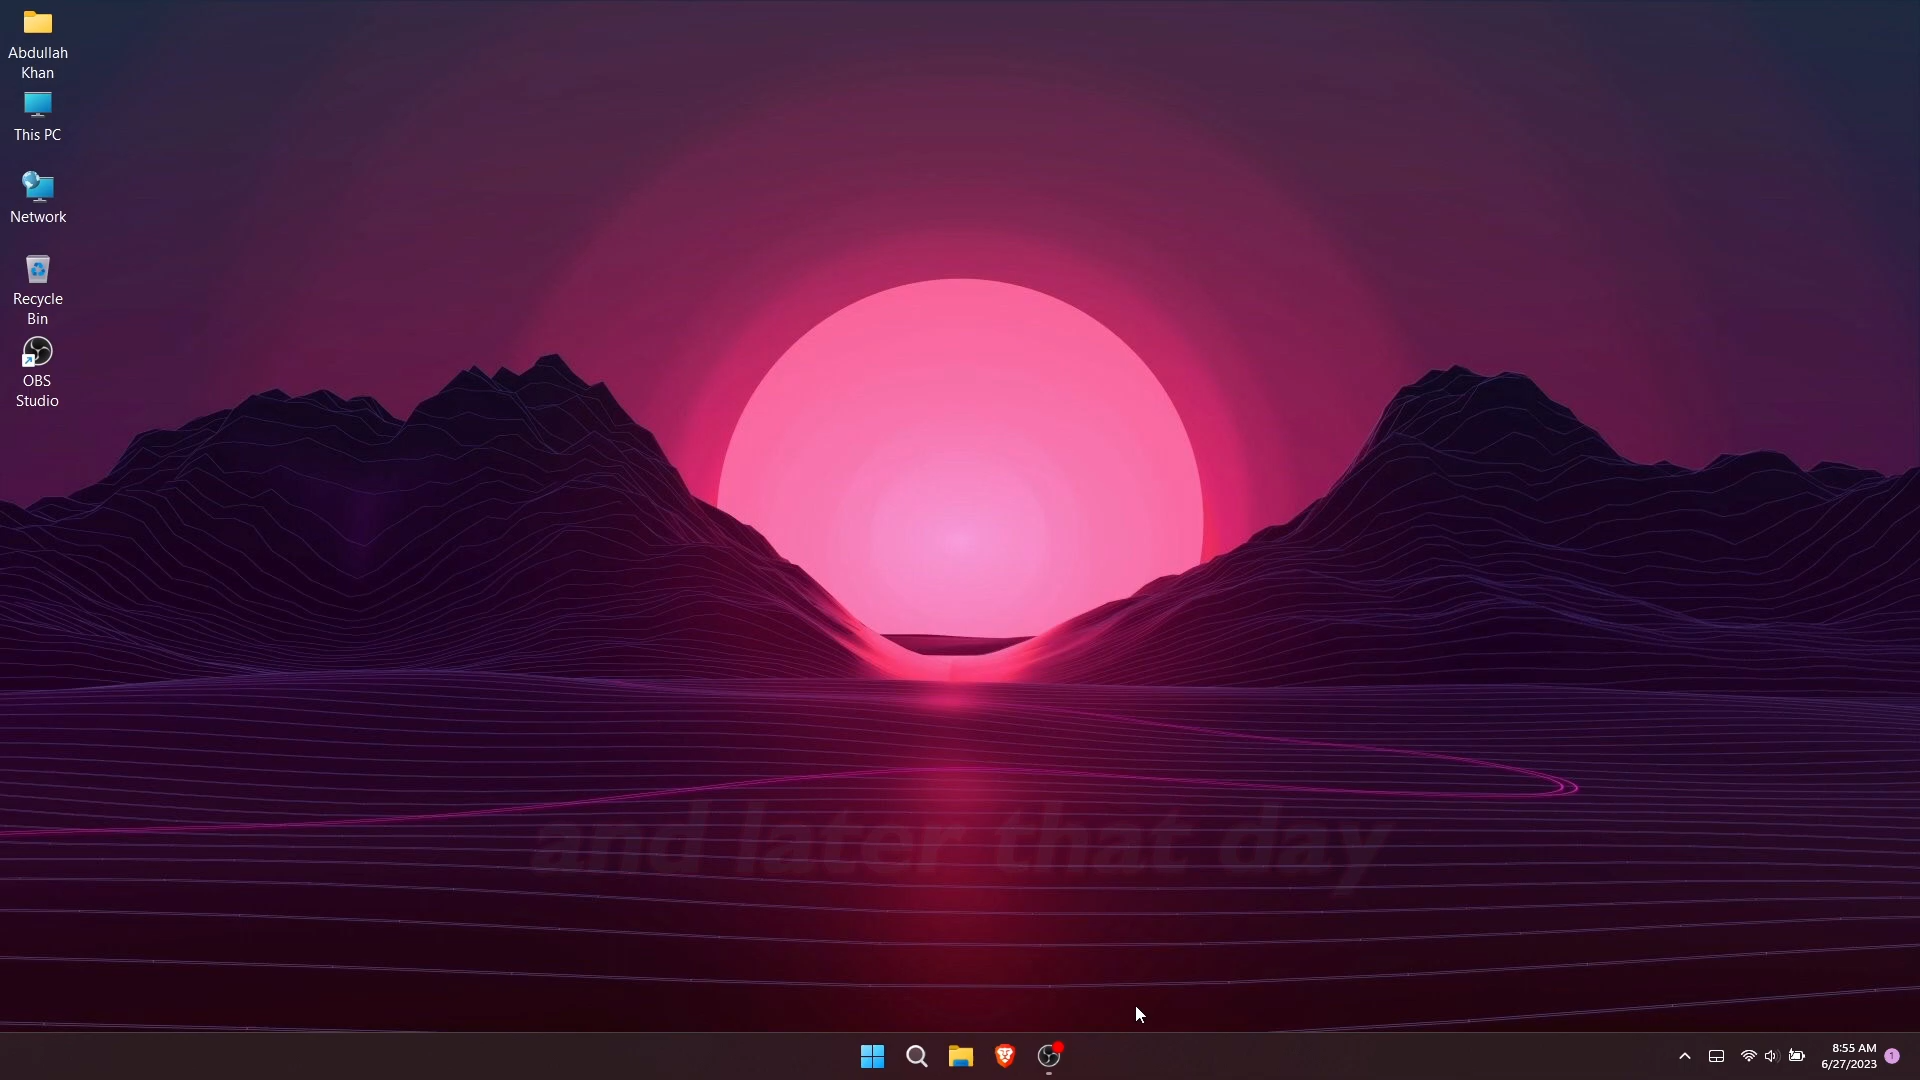 Abdullah
Khan
This PC
Network
Recycle
Bin
OBS
Studio
and later that day
8:55 AM
6/27/2023
1